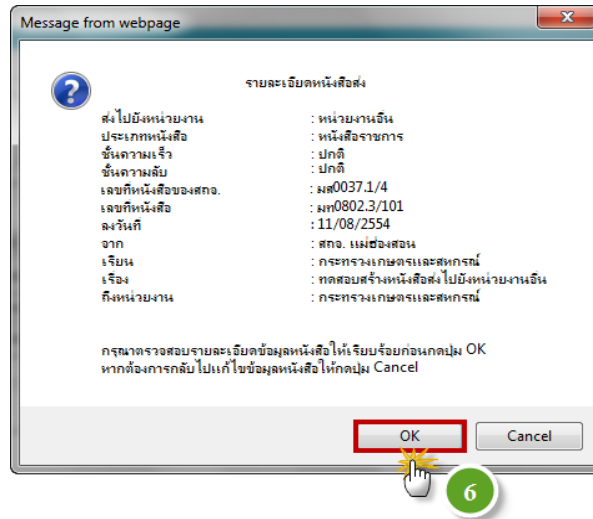 Message from webpage
รายละเอียดหนังสือส่ง
ส่งไปยังหน่วยงาน : หน่วยงานอื่น
ประเภทหนังสือ : หนังสือราชการ
ชั้นความเร็ว : ปกติ
ชั้นความลับ : ปกติ
เลขที่หนังสือของสถจ. : มส0037.1/4
เลขที่หนังสือ : มท0802.3/101
ลงวันที่ : 11/08/2554
จาก : สถจ. แม่ฮ่องสอน
เรียน : กระทรวงเกษตรและสหกรณ์
เรื่อง : ทดสอบสร้างหนังสือส่งไปยังหน่วยงานอื่น
ถึงหน่วยงาน : กระทรวงเกษตรและสหกรณ์
กรุณาตรวจสอบรายละเอียดข้อมูลหนังสือให้เรียบร้อยก่อนกดปุ่ม OK
หากต้องการกลับไปแก้ไขข้อมูลหนังสือให้กดปุ่ม Cancel
OK Cancel
6